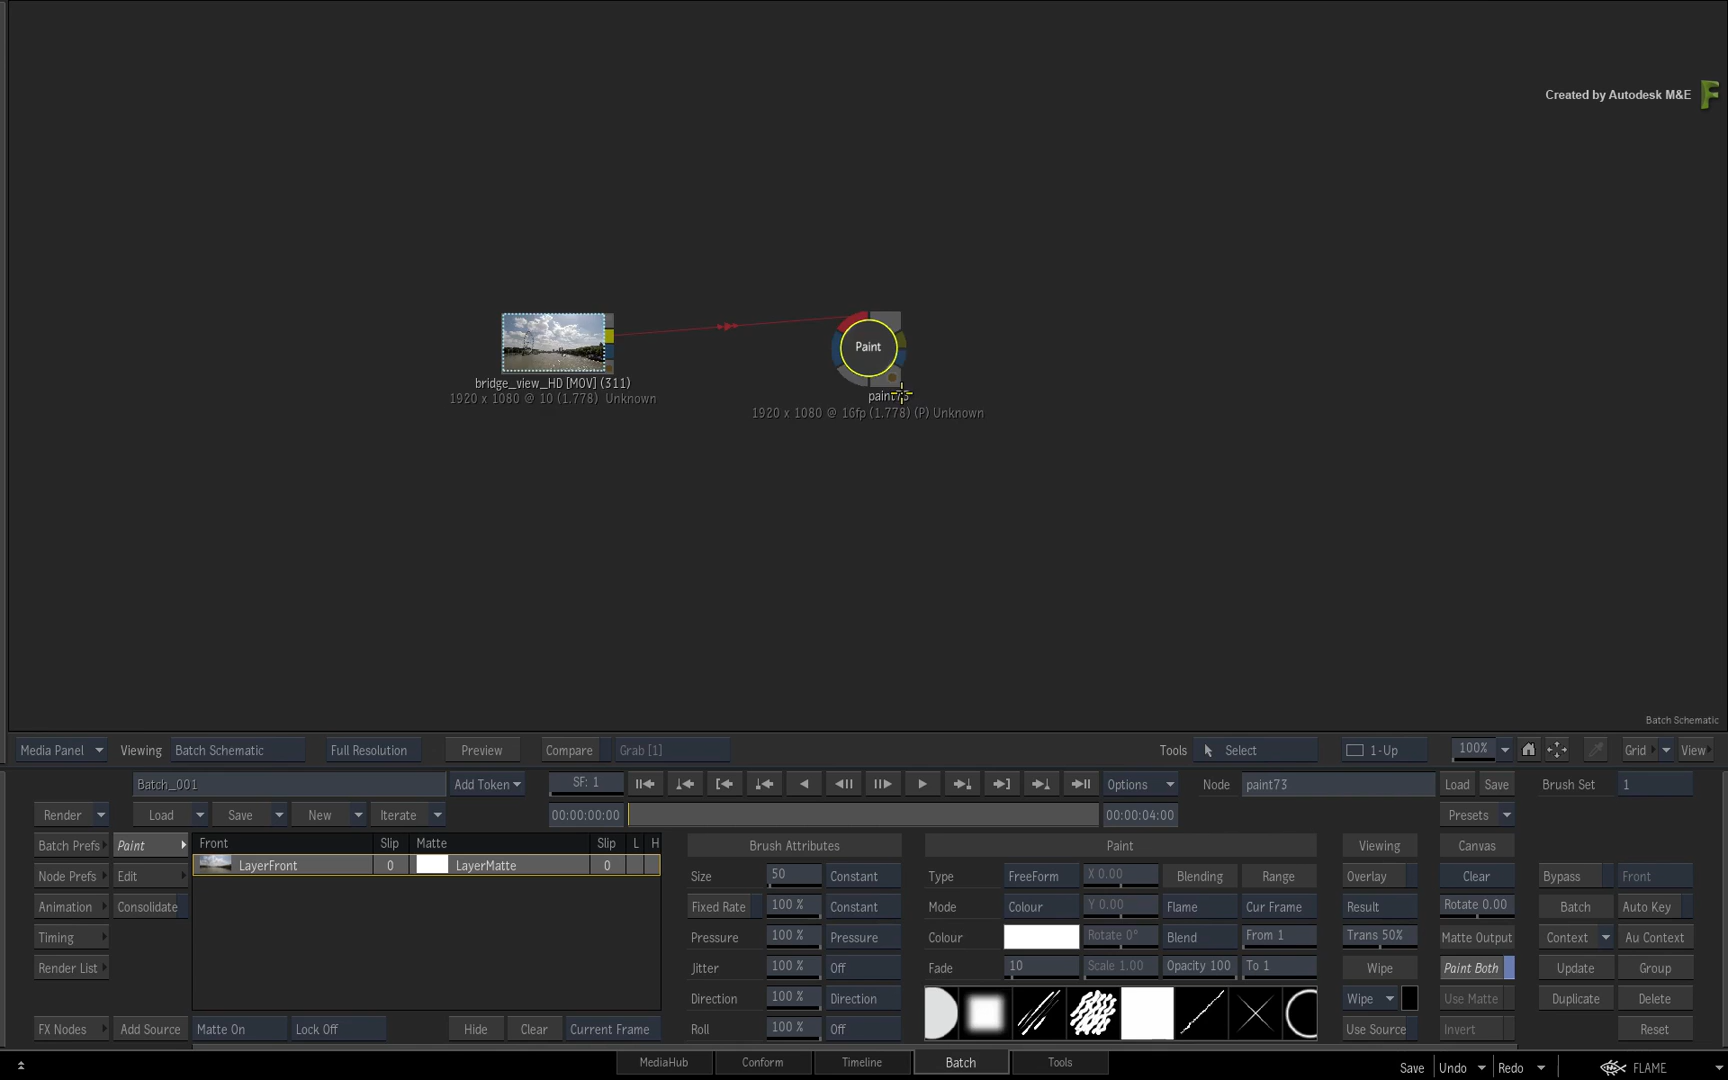 Created by Autodesk M&E
Paint
bridge_view_HD [MOV] (311)
1920 x 1080 @ 10 (1.778) Unknown
1920 x 1080 @ 16fp (1.778) (P) Unknown
Batch Schematic
Media Panel Viewing Batch Schematic Full Resolution Preview Compare Grab [1] Tools Select 1-Up 100% Grid View
Batch_001 Add Token SF: 1 Options Node paint73 Load Save Brush Set 1
Render Load Save New Iterate 00:00:00:00 00:00:04:00 Presets
Batch Prefs Paint Front Slip Matte Slip L H Brush Attributes Paint Viewing Canvas
LayerFront 0 LayerMatte 0
Node Prefs Edit Size 50 Constant Type FreeForm X 0.00 Blending Range Overlay Clear Bypass Front
Animation Consolidate Fixed Rate 100 % Constant Mode Colour Y 0.00 Flame Cur Frame Result Rotate 0.00 Batch Auto Key
Timing Pressure 100 % Pressure Colour Rotate 0° Blend From 1 Trans 50% Matte Output Context Au Context
Render List Jitter 100 % Off Fade 10 Scale 1.00 Opacity 100 To 1 Wipe Paint Both Update Group
Direction 100 % Direction Wipe Use Matte Duplicate Delete
FX Nodes Add Source Matte On Lock Off Hide Clear Current Frame Roll 100 % Off Use Source Invert Reset
MediaHub Conform Timeline Batch Tools Save Undo Redo FLAME